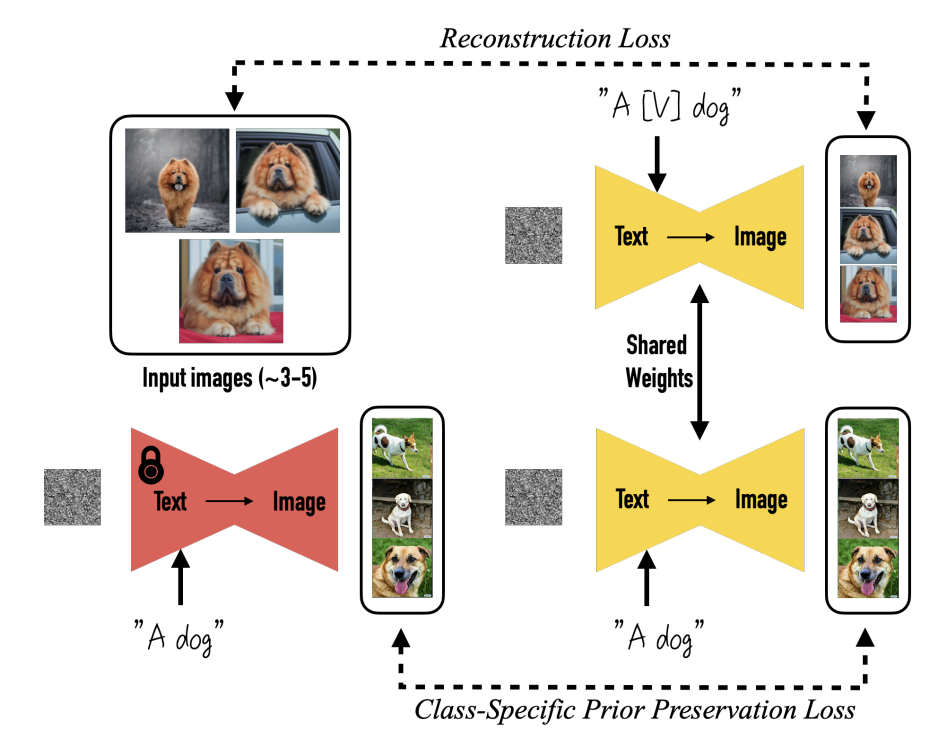 Reconstruction Loss
"A [V] dog"
Text → Image
Input images (~3-5)
Shared
Weights
Text → Image
Text → Image
"A dog"
"A dog"
Class-Specific Prior Preservation Loss